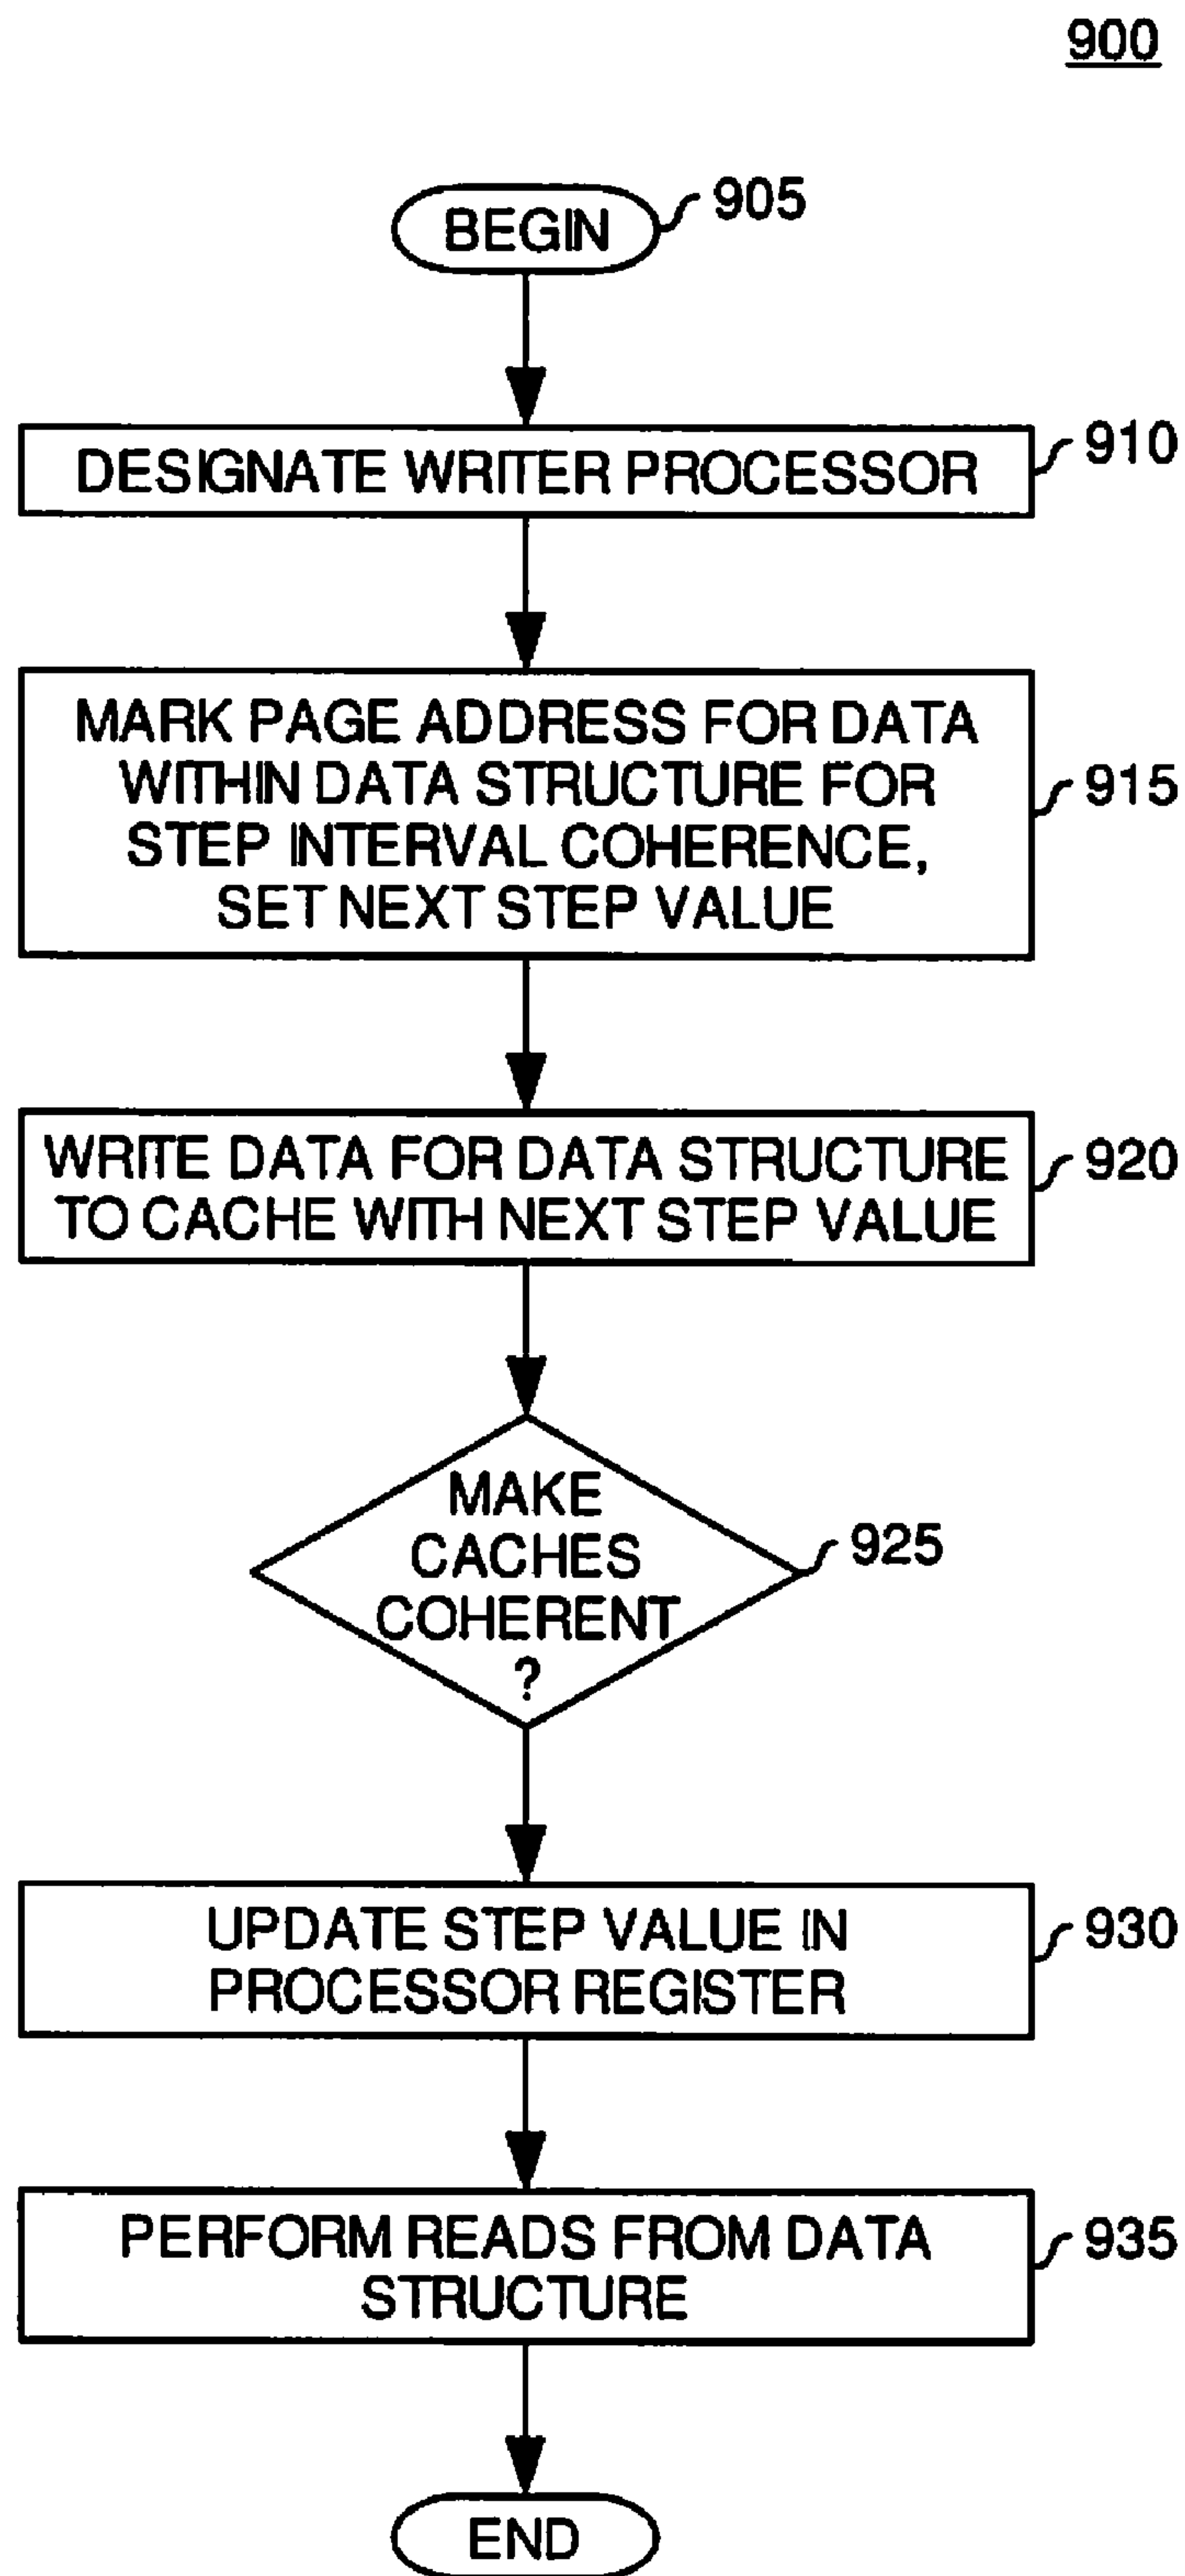 900
BEGIN
905
DESIGNATE WRITER PROCESSOR
910
MARK PAGE ADDRESS FOR DATA
WITHIN DATA STRUCTURE FOR
STEP INTERVAL COHERENCE,
SET NEXT STEP VALUE
915
WRITE DATA FOR DATA STRUCTURE
TO CACHE WITH NEXT STEP VALUE
920
MAKE
CACHES
COHERENT
?
925
UPDATE STEP VALUE IN
PROCESSOR REGISTER
930
PERFORM READS FROM DATA
STRUCTURE
935
END